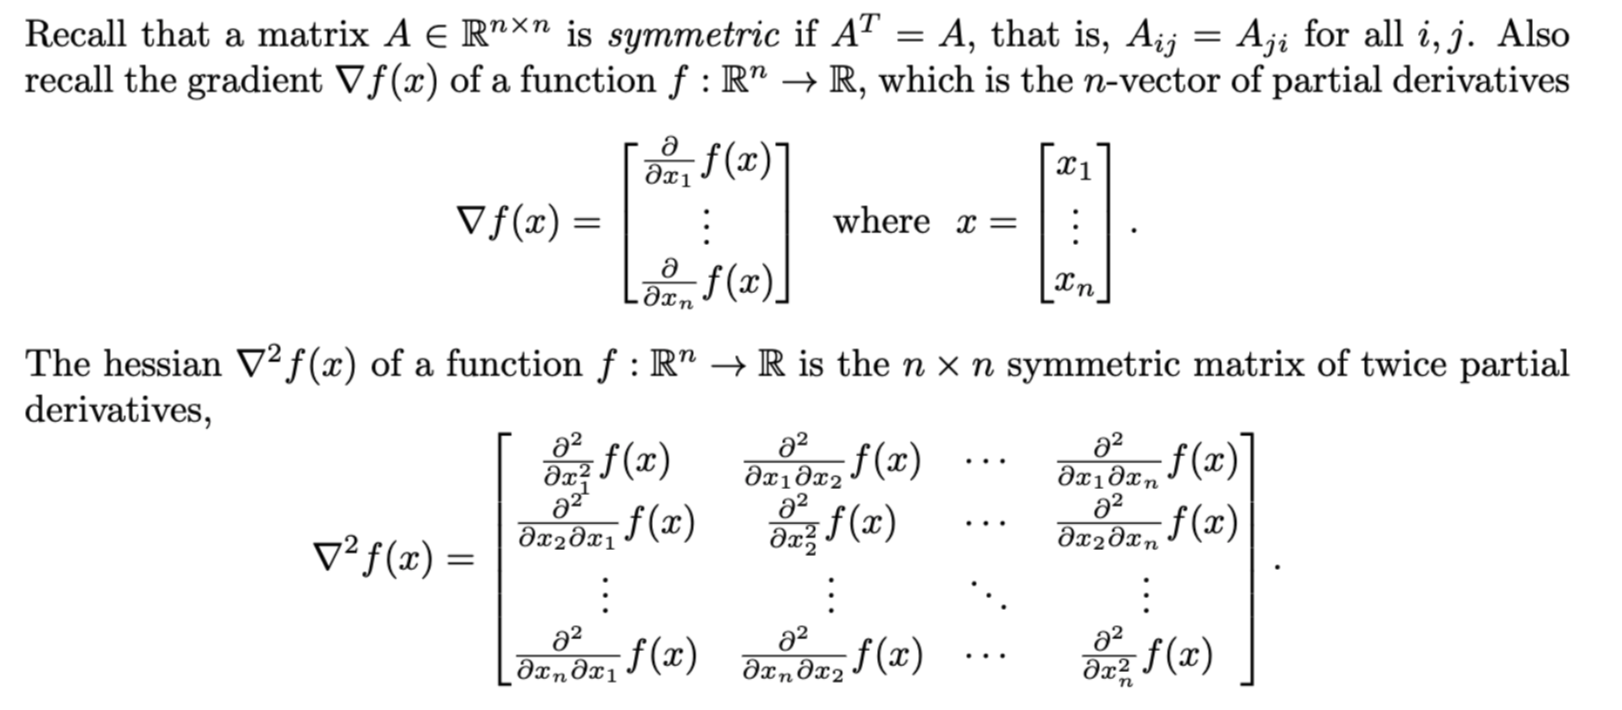 Recall that a matrix $A \in \mathbb{R}^{n \times n}$ is symmetric if $A^T = A$, that is, $A_{ij} = A_{ji}$ for all $i, j$. Also
recall the gradient $\nabla f(x)$ of a function $f : \mathbb{R}^n \to \mathbb{R}$, which is the $n$-vector of partial derivatives
$\nabla f(x) = \begin{bmatrix} \frac{\partial}{\partial x_1} f(x) \\ \vdots \\ \frac{\partial}{\partial x_n} f(x) \end{bmatrix}$ where $x = \begin{bmatrix} x_1 \\ \vdots \\ x_n \end{bmatrix}$.
The hessian $\nabla^2 f(x)$ of a function $f : \mathbb{R}^n \to \mathbb{R}$ is the $n \times n$ symmetric matrix of twice partial
derivatives,
$\nabla^2 f(x) = \begin{bmatrix} \frac{\partial^2}{\partial x_1^2} f(x) & \frac{\partial^2}{\partial x_1 \partial x_2} f(x) & \cdots & \frac{\partial^2}{\partial x_1 \partial x_n} f(x) \\ \frac{\partial^2}{\partial x_2 \partial x_1} f(x) & \frac{\partial^2}{\partial x_2^2} f(x) & \cdots & \frac{\partial^2}{\partial x_2 \partial x_n} f(x) \\ \vdots & \vdots & \ddots & \vdots \\ \frac{\partial^2}{\partial x_n \partial x_1} f(x) & \frac{\partial^2}{\partial x_n \partial x_2} f(x) & \cdots & \frac{\partial^2}{\partial x_n^2} f(x) \end{bmatrix}$.